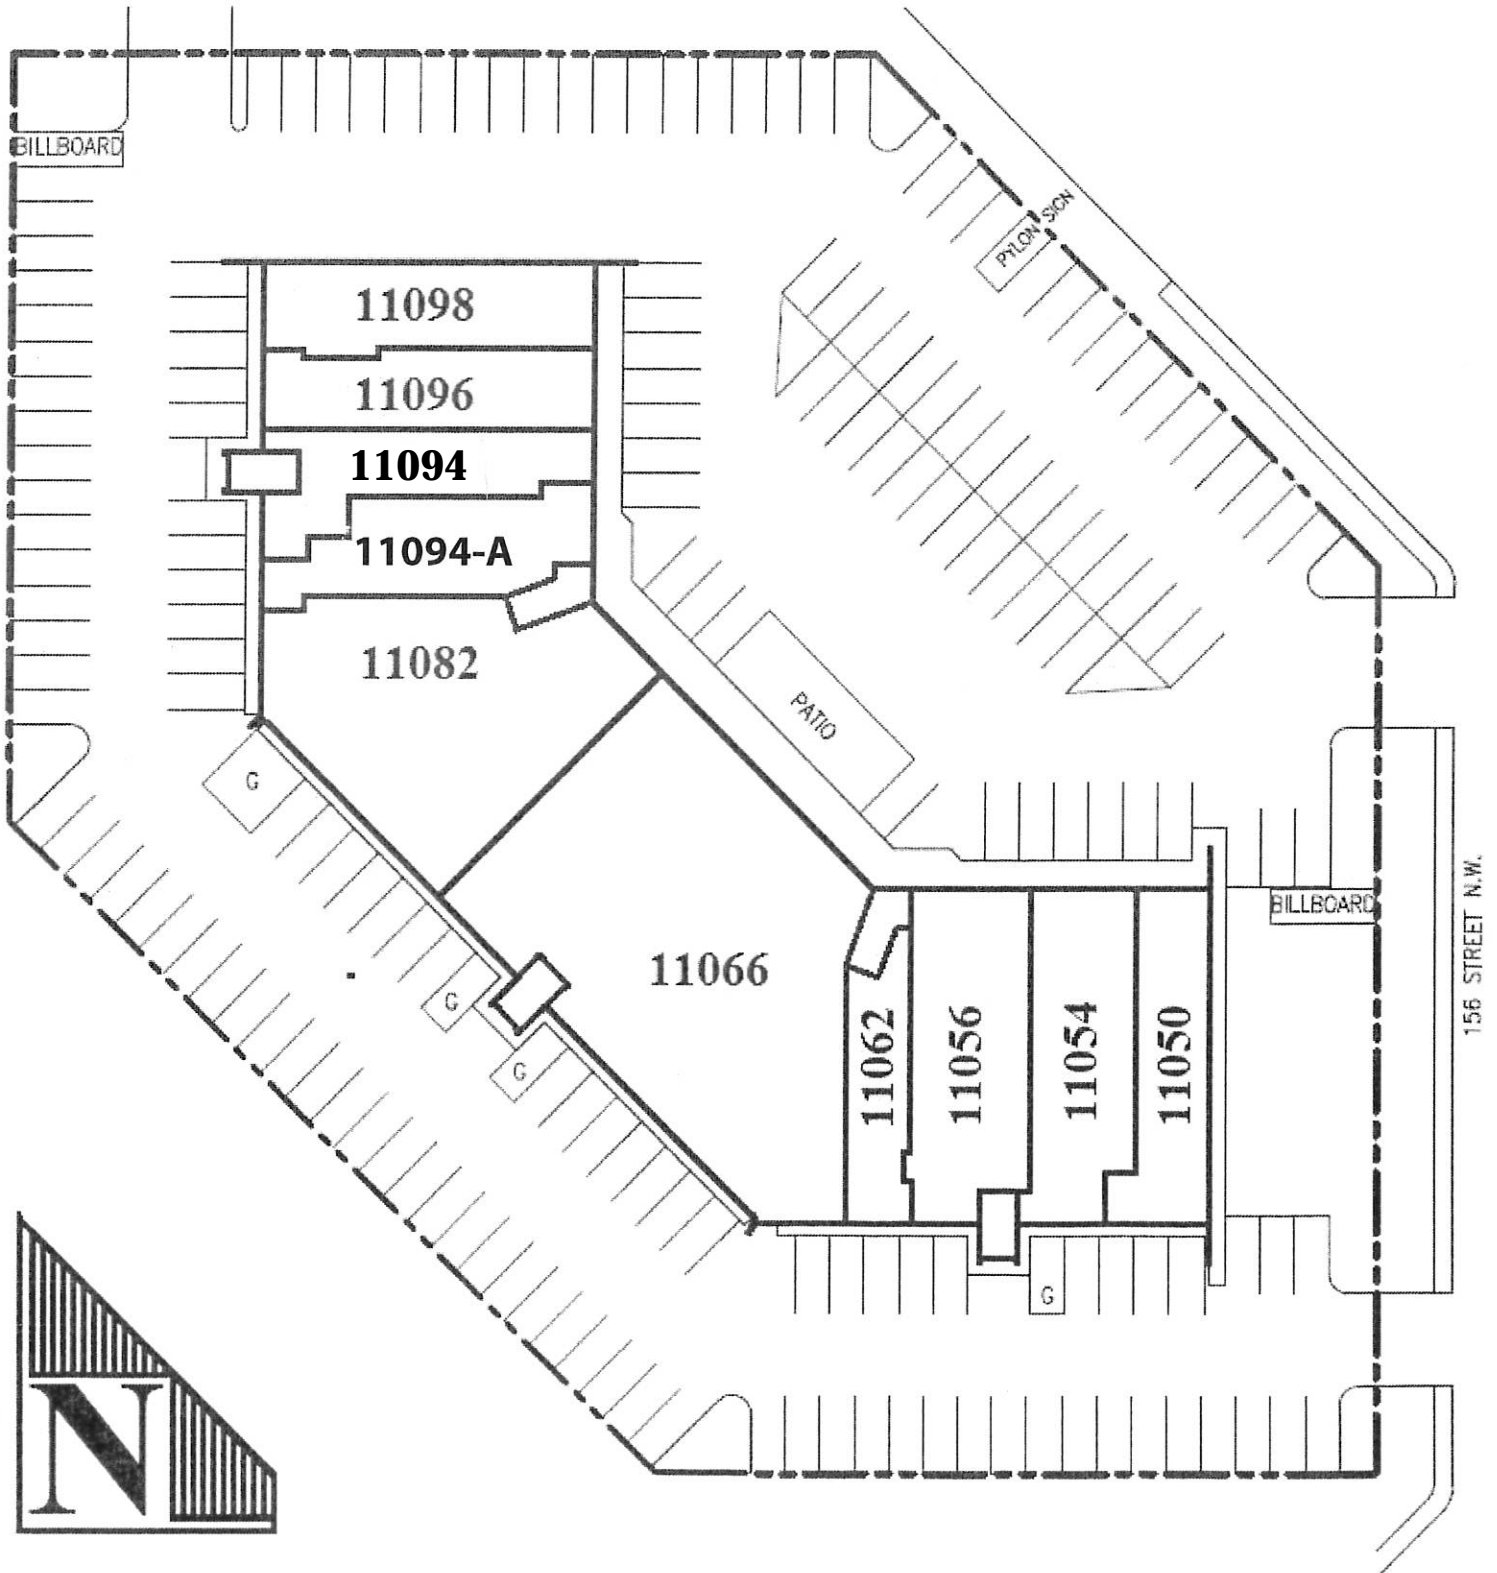 BILLBOARD
PYLON SIGN
11098
11096
11094
11094-A
11082
PATIO
G
BILLBOARD
156 STREET N.W.
11066
G
G
11062
11056
11054
11050
G
N